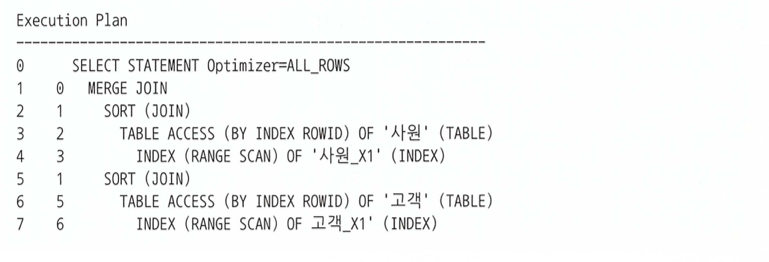 Execution Plan
-----------------------------------------------------------
0      SELECT STATEMENT Optimizer=ALL_ROWS
1    0   MERGE JOIN
2    1     SORT (JOIN)
3    2       TABLE ACCESS (BY INDEX ROWID) OF '사원' (TABLE)
4    3         INDEX (RANGE SCAN) OF '사원_X1' (INDEX)
5    1     SORT (JOIN)
6    5       TABLE ACCESS (BY INDEX ROWID) OF '고객' (TABLE)
7    6         INDEX (RANGE SCAN) OF 고객_X1' (INDEX)